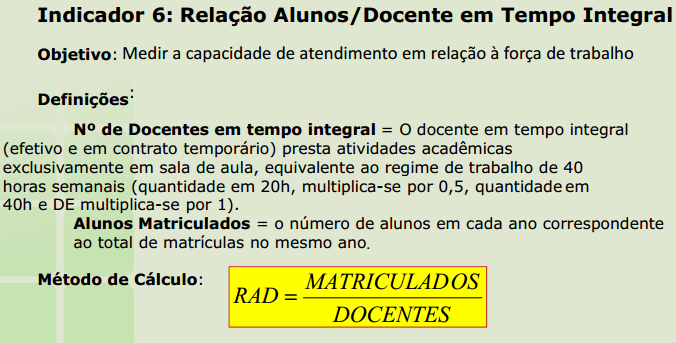 Indicador 6: Relação Alunos/Docente em Tempo Integral
Objetivo: Medir a capacidade de atendimento em relação à força de trabalho
Definições:
Nº de Docentes em tempo integral = O docente em tempo integral
(efetivo e em contrato temporário) presta atividades acadêmicas
exclusivamente em sala de aula, equivalente ao regime de trabalho de 40
horas semanais (quantidade em 20h, multiplica-se por 0,5, quantidade em
40h e DE multiplica-se por 1).
Alunos Matriculados = o número de alunos em cada ano correspondente
ao total de matrículas no mesmo ano.
Método de Cálculo:
RAD = MATRICULADOS
DOCENTES